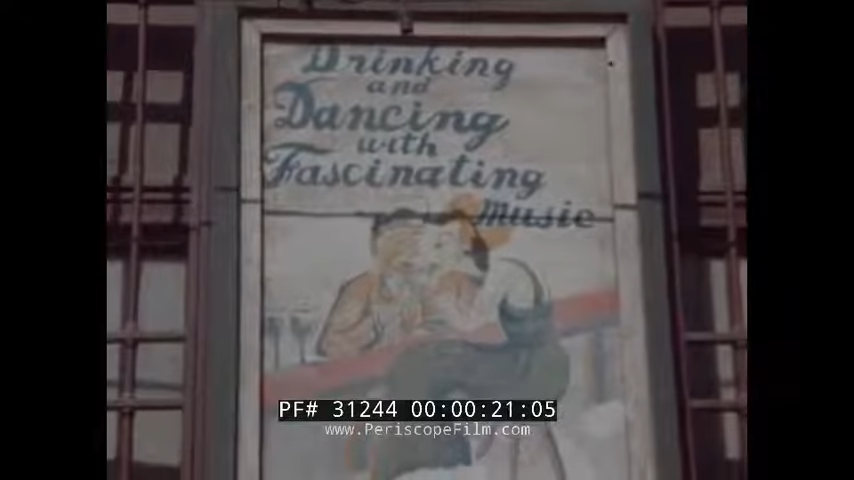 Drinking
and
Dancing
with
Fascinating
Music
PF# 31244 00:00:21:05
www.PeriscopeFilm.com